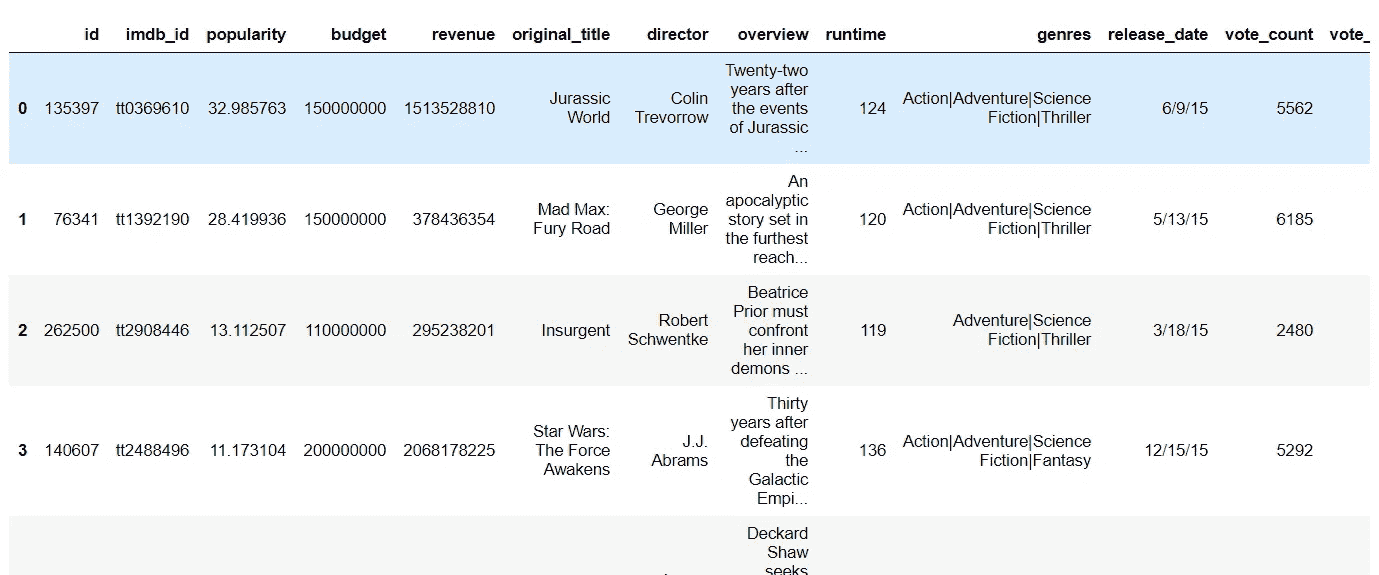 id imdb_id popularity budget revenue original_title director overview runtime genres release_date vote_count vote_
0 135397 tt0369610 32.985763 150000000 1513528810 Jurassic World Colin Trevorrow Twenty-two years after the events of Jurassic ... 124 Action|Adventure|Science Fiction|Thriller 6/9/15 5562
1 76341 tt1392190 28.419936 150000000 378436354 Mad Max: Fury Road George Miller An apocalyptic story set in the furthest reach... 120 Action|Adventure|Science Fiction|Thriller 5/13/15 6185
2 262500 tt2908446 13.112507 110000000 295238201 Insurgent Robert Schwentke Beatrice Prior must confront her inner demons ... 119 Adventure|Science Fiction|Thriller 3/18/15 2480
3 140607 tt2488496 11.173104 200000000 2068178225 Star Wars: The Force Awakens J.J. Abrams Thirty years after defeating the Galactic Empi... 136 Action|Adventure|Science Fiction|Fantasy 12/15/15 5292
Deckard Shaw seeks